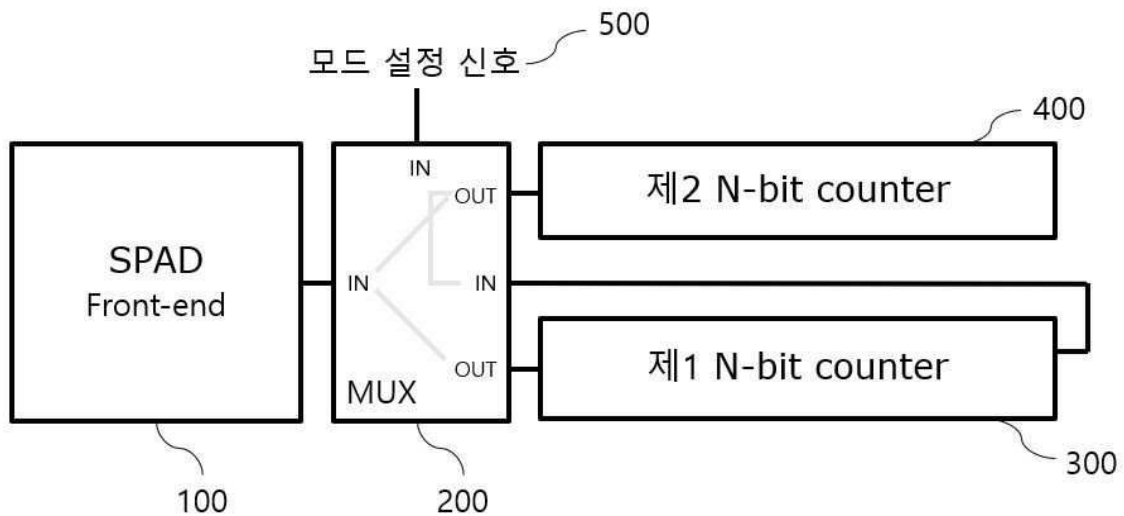 500
모드 설정 신호
400
IN
OUT
제2 N-bit counter
SPAD
Front-end
IN
IN
제1 N-bit counter
OUT
MUX
300
100
200